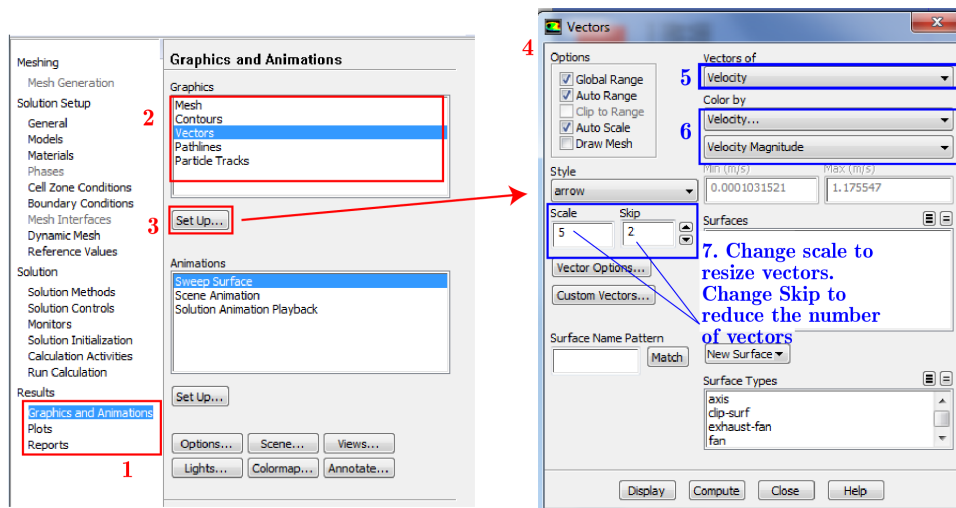 Meshing
Mesh Generation
Solution Setup
General
Models
Materials
Phases
Cell Zone Conditions
Boundary Conditions
Mesh Interfaces
Dynamic Mesh
Reference Values
Solution
Solution Methods
Solution Controls
Monitors
Solution Initialization
Calculation Activities
Run Calculation
Results
Graphics and Animations
Plots
Reports
1
Graphics and Animations
Graphics
2
Mesh
Contours
Vectors
Pathlines
Particle Tracks
3
Set Up...
Animations
Sweep Surface
Scene Animation
Solution Animation Playback
Set Up...
Options... Scene... Views...
Lights... Colormap... Annotate...
4
Vectors
Options
Global Range
Auto Range
Clip to Range
Auto Scale
Draw Mesh
Style
arrow
Scale Skip
5 2
Vector Options...
Custom Vectors...
Surface Name Pattern
Match
Vectors of
5
Velocity
Color by
6
Velocity...
Velocity Magnitude
Min (m/s) Max (m/s)
0.0001031521 1.175547
Surfaces
7. Change scale to
resize vectors.
Change Skip to
reduce the number
of vectors
New Surface
Surface Types
axis
clip-surf
exhaust-fan
fan
Display Compute Close Help